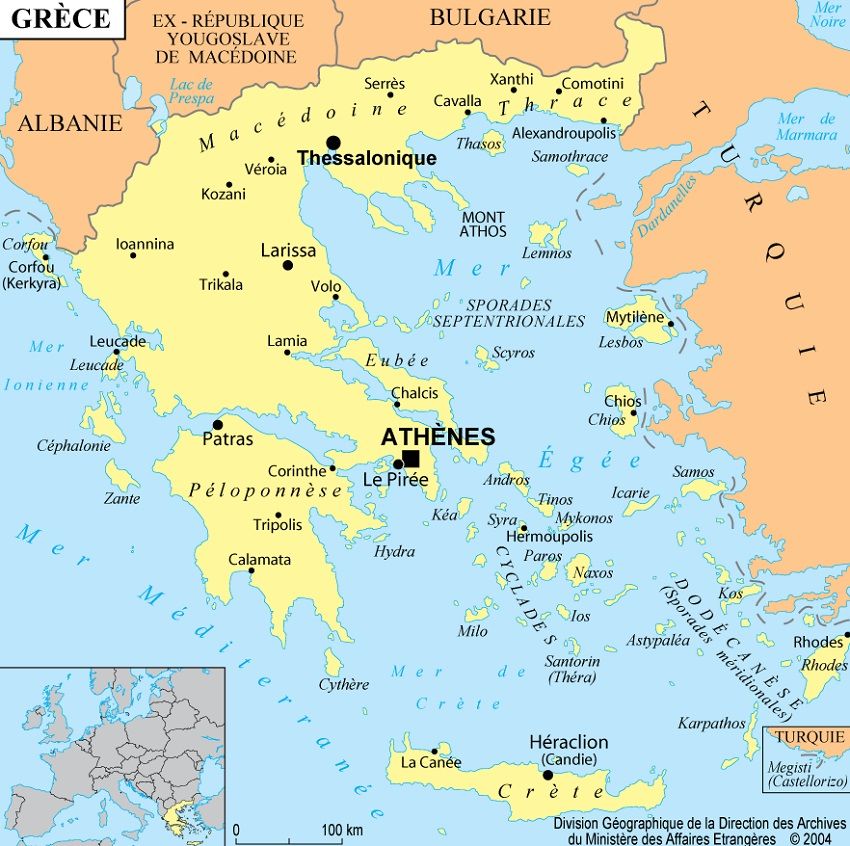 GRÈCE
EX - RÉPUBLIQUE
YOUGOSLAVE
DE MACÉDOINE
BULGARIE
Mer
Noire
Lac de
Prespa
ALBANIE
Serrès
Xanthi
Comotini
Cavalla
Thrace
Macédoine
Alexandroupolis
Mer de
Marmara
TURQUIE
Thessalonique
Thasos
Samothrace
Véroia
Kozani
Dardanelles
MONT
ATHOS
Corfou
Corfou
(Kerkyra)
Ioannina
Larissa
Lemnos
Mer
Trikala
Volo
SPORADES
SEPTENTRIONALES
Mytilène
Lesbos
Mer
Ionienne
Leucade
Leucade
Lamia
Eubée
Scyros
Chalcis
Chios
Chios
Céphalonie
Patras
ATHÈNES
Égée
Zante
Corinthe
Le Pirée
Péloponnèse
Andros
Samos
Tinos
Icarie
Kéa
Syra
Mykonos
Tripolis
Hermoupolis
Hydra
Calamata
Paros
Naxos
CYCLADES
Kos
DODÉCANÈSE
(Sporades
méridionales)
Milo
Ios
Astypaléa
Rhodes
Rhodes
Santorin
(Théra)
Cythère
Mer de
Crète
Mer Méditerranée
Karpathos
TURQUIE
Megisti
(Castellorizo)
La Canée
Héraclion
(Candie)
Crète
0 100 km
Division Géographique de la Direction des Archives
du Ministère des Affaires Etrangères © 2004